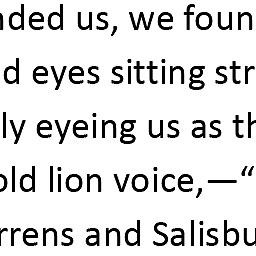 nded us, we foun
d eyes sitting str
ly eyeing us as th
old lion voice,—“
rrens and Salisbu